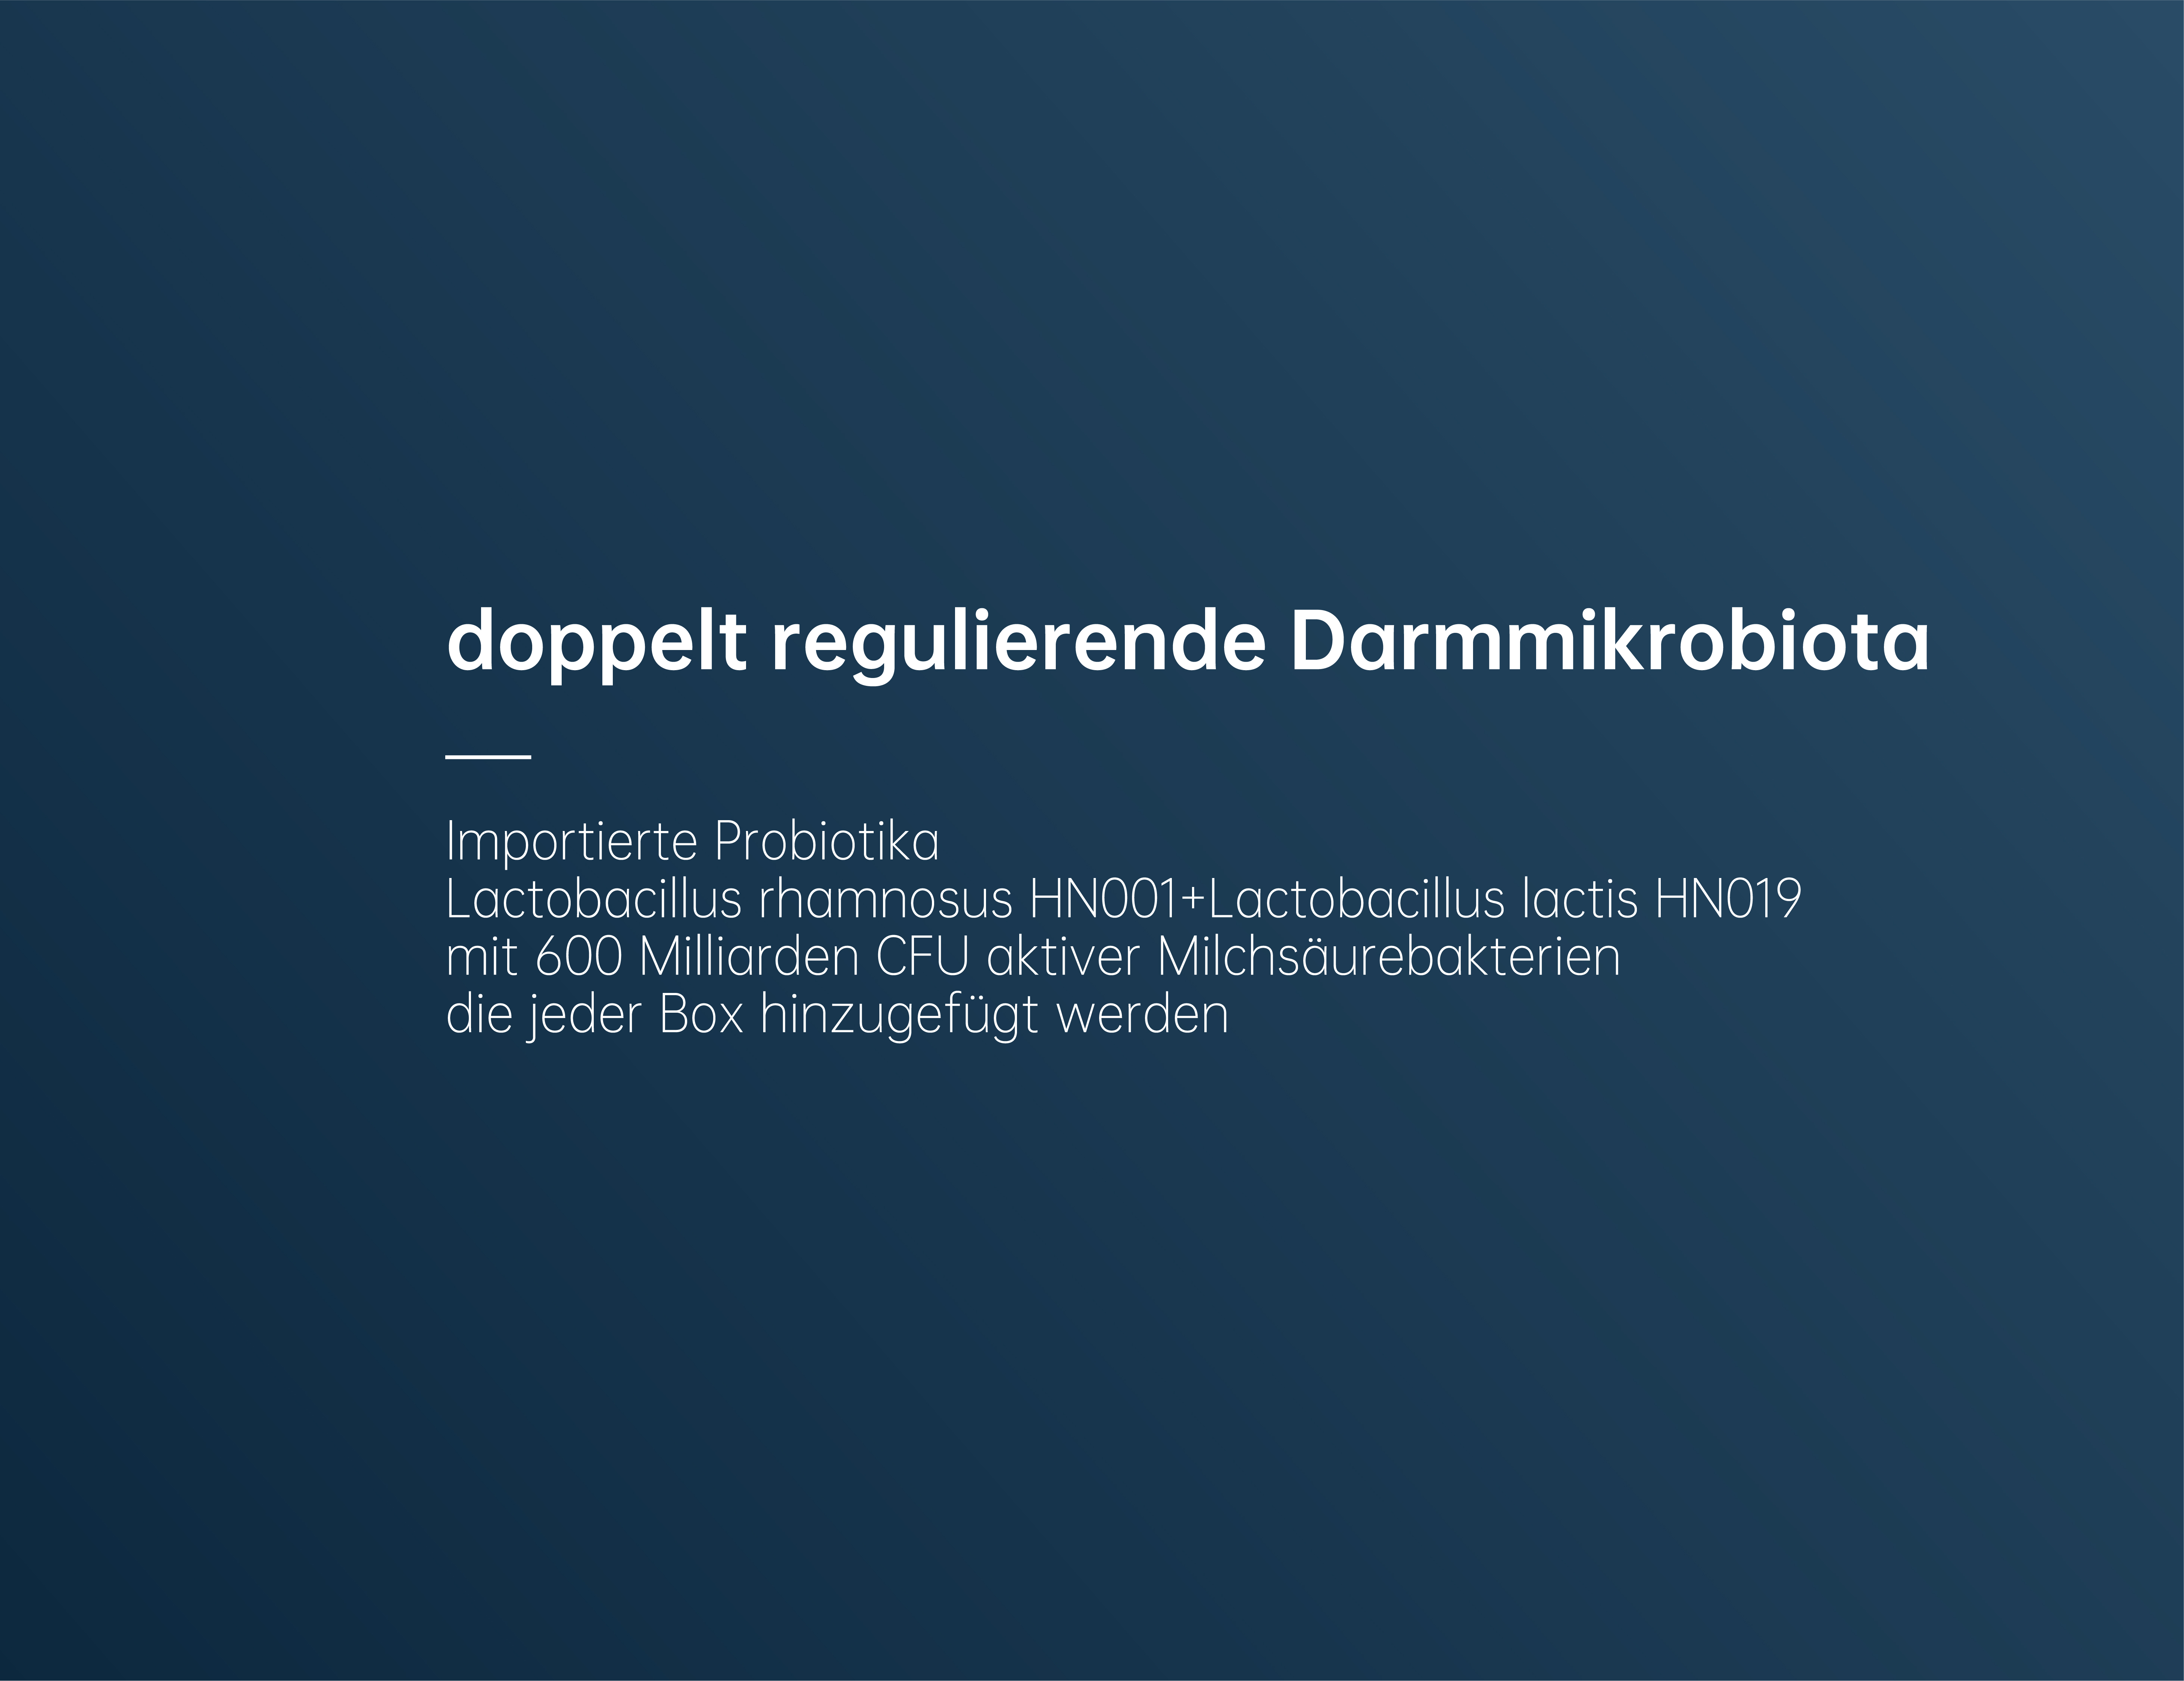 doppelt regulierende Darmmikrobiota
Importierte Probiotika
Lactobacillus rhamnosus HN001+Lactobacillus lactis HN019
mit 600 Milliarden CFU aktiver Milchsäurebakterien
die jeder Box hinzugefügt werden